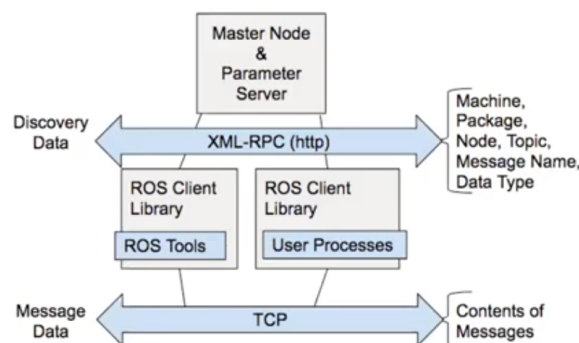 Master Node
&
Parameter
Server
Discovery
Data
XML-RPC (http)
Machine,
Package,
Node, Topic,
Message Name,
Data Type
ROS Client
Library
ROS Tools
ROS Client
Library
User Processes
Message
Data
TCP
Contents of
Messages